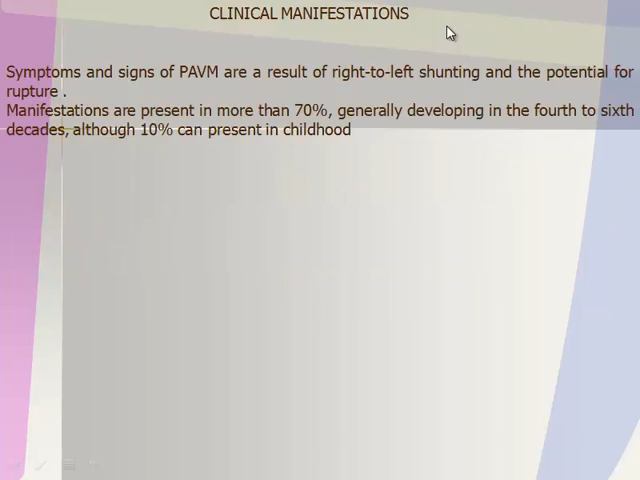 CLINICAL MANIFESTATIONS
Symptoms and signs of PAVM are a result of right-to-left shunting and the potential for
rupture .
Manifestations are present in more than 70%, generally developing in the fourth to sixth
decades, although 10% can present in childhood